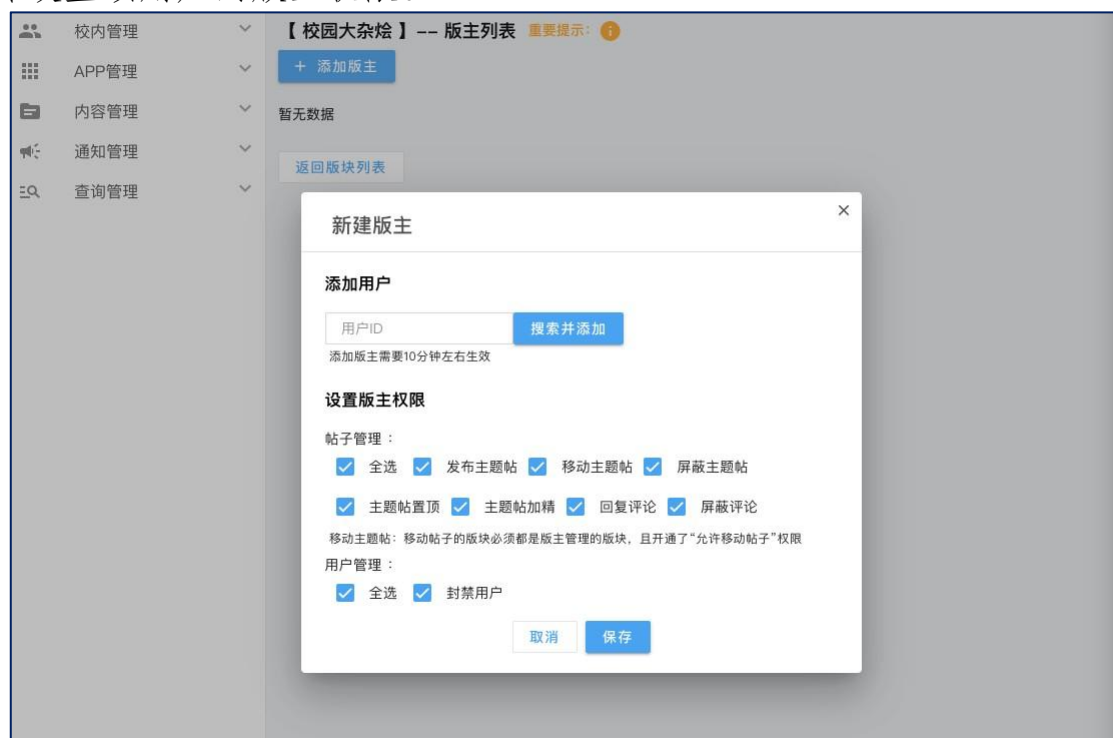 校内管理
APP管理
内容管理
通知管理
查询管理
【 校园大杂烩 】-- 版主列表 重要提示:
+ 添加版主
暂无数据
返回版块列表
新建版主
添加用户
用户ID 搜索并添加
添加版主需要10分钟左右生效
设置版主权限
帖子管理：
全选 发布主题帖 移动主题帖 屏蔽主题帖
主题帖置顶 主题帖加精 回复评论 屏蔽评论
移动主题帖：移动帖子的版块必须都是版主管理的版块，且开通了“允许移动帖子”权限
用户管理：
全选 封禁用户
取消 保存